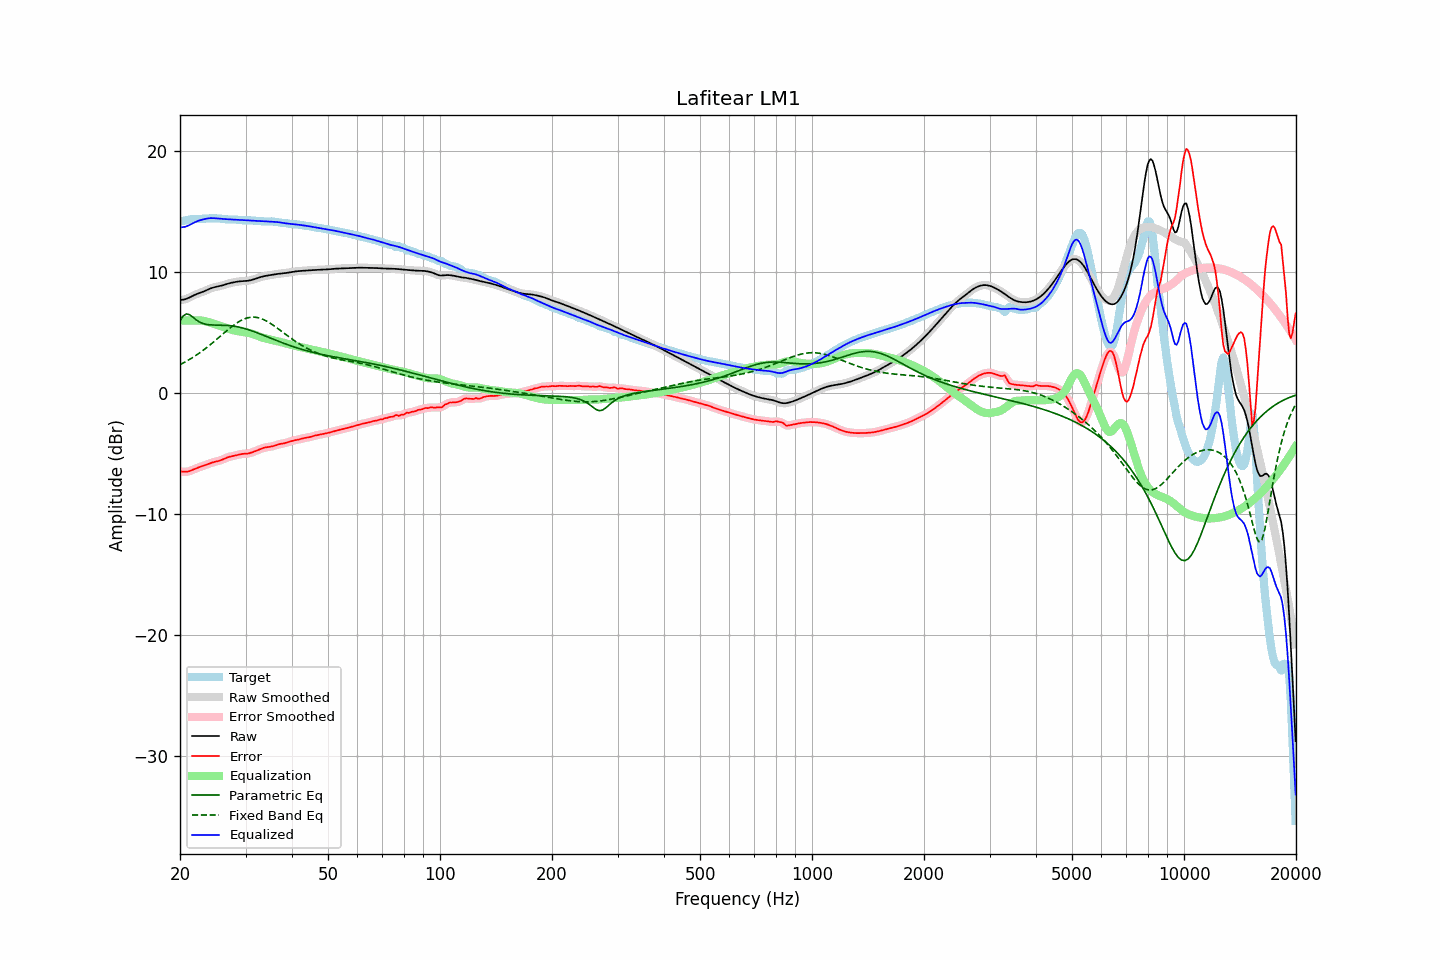 Lafitear LM1
Amplitude (dBr)
20
10
0
−10
−20
−30
Target
Raw Smoothed
Error Smoothed
Raw
Error
Equalization
Parametric Eq
Fixed Band Eq
Equalized
20 50 100 200 500 1000 2000 5000 10000 20000
Frequency (Hz)